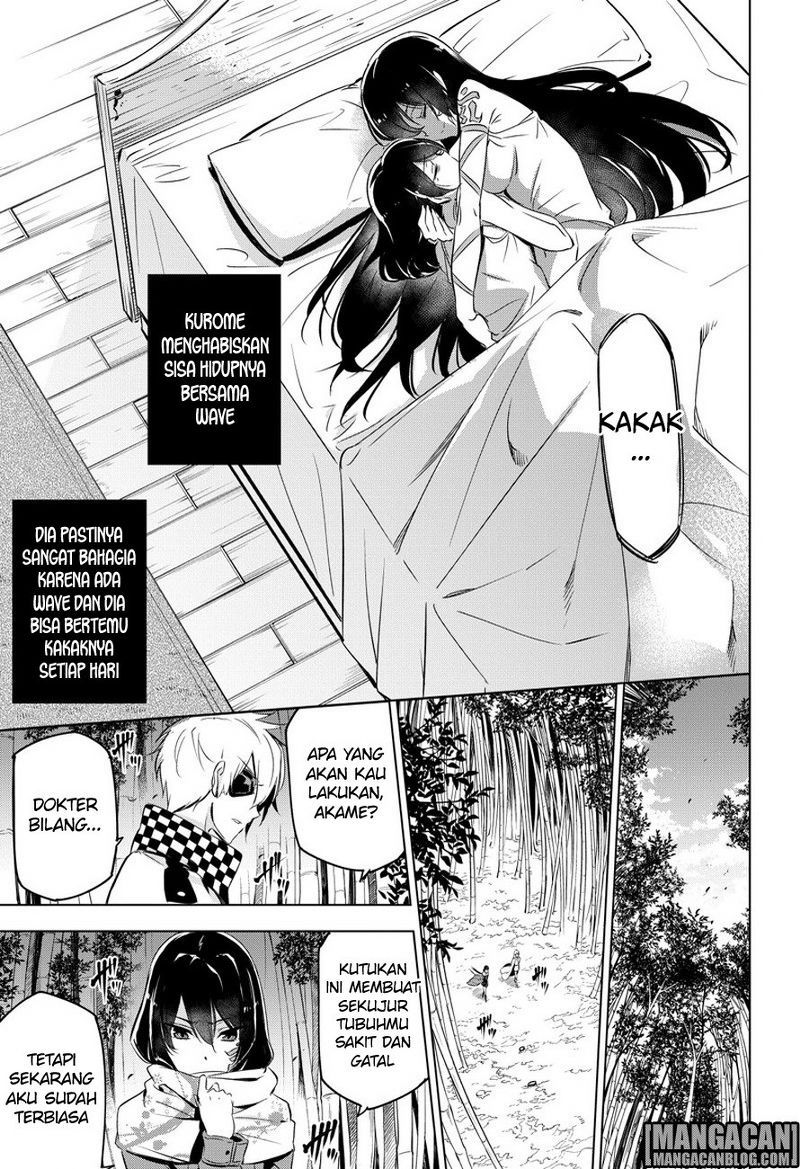 KAKAK
...
KUROME
MENGHABISKAN
SISA HIDUPNYA
BERSAMA
WAVE
DIA PASTINYA
SANGAT BAHAGIA
KARENA ADA
WAVE DAN DIA
BISA BERTEMU
KAKAKNYA
SETIAP HARI
APA YANG
AKAN KAU
LAKUKAN,
AKAME?
DOKTER
BILANG...
KUTUKAN
INI MEMBUAT
SEKUJUR
TUBUHMU
SAKIT DAN
GATAL
TETAPI
SEKARANG
AKU SUDAH
TERBIASA
[MANGACAN]
MANGACANBLOG.COM